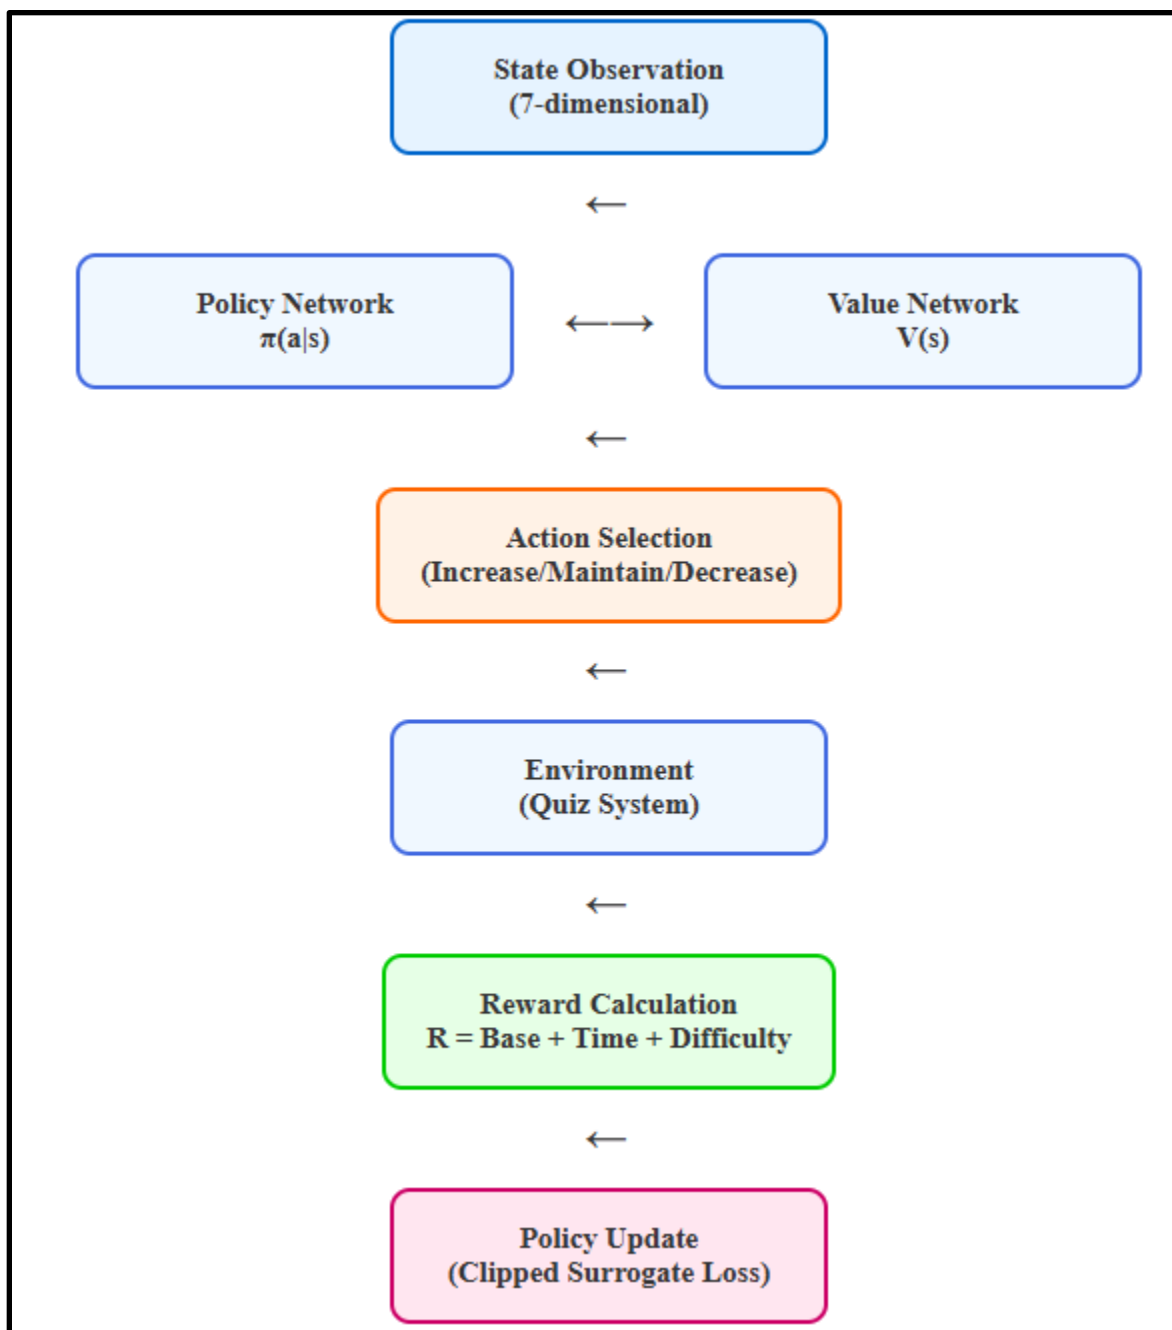 State Observation
(7-dimensional)
←
Policy Network
π(a|s)
←→
Value Network
V(s)
←
Action Selection
(Increase/Maintain/Decrease)
←
Environment
(Quiz System)
←
Reward Calculation
R = Base + Time + Difficulty
←
Policy Update
(Clipped Surrogate Loss)